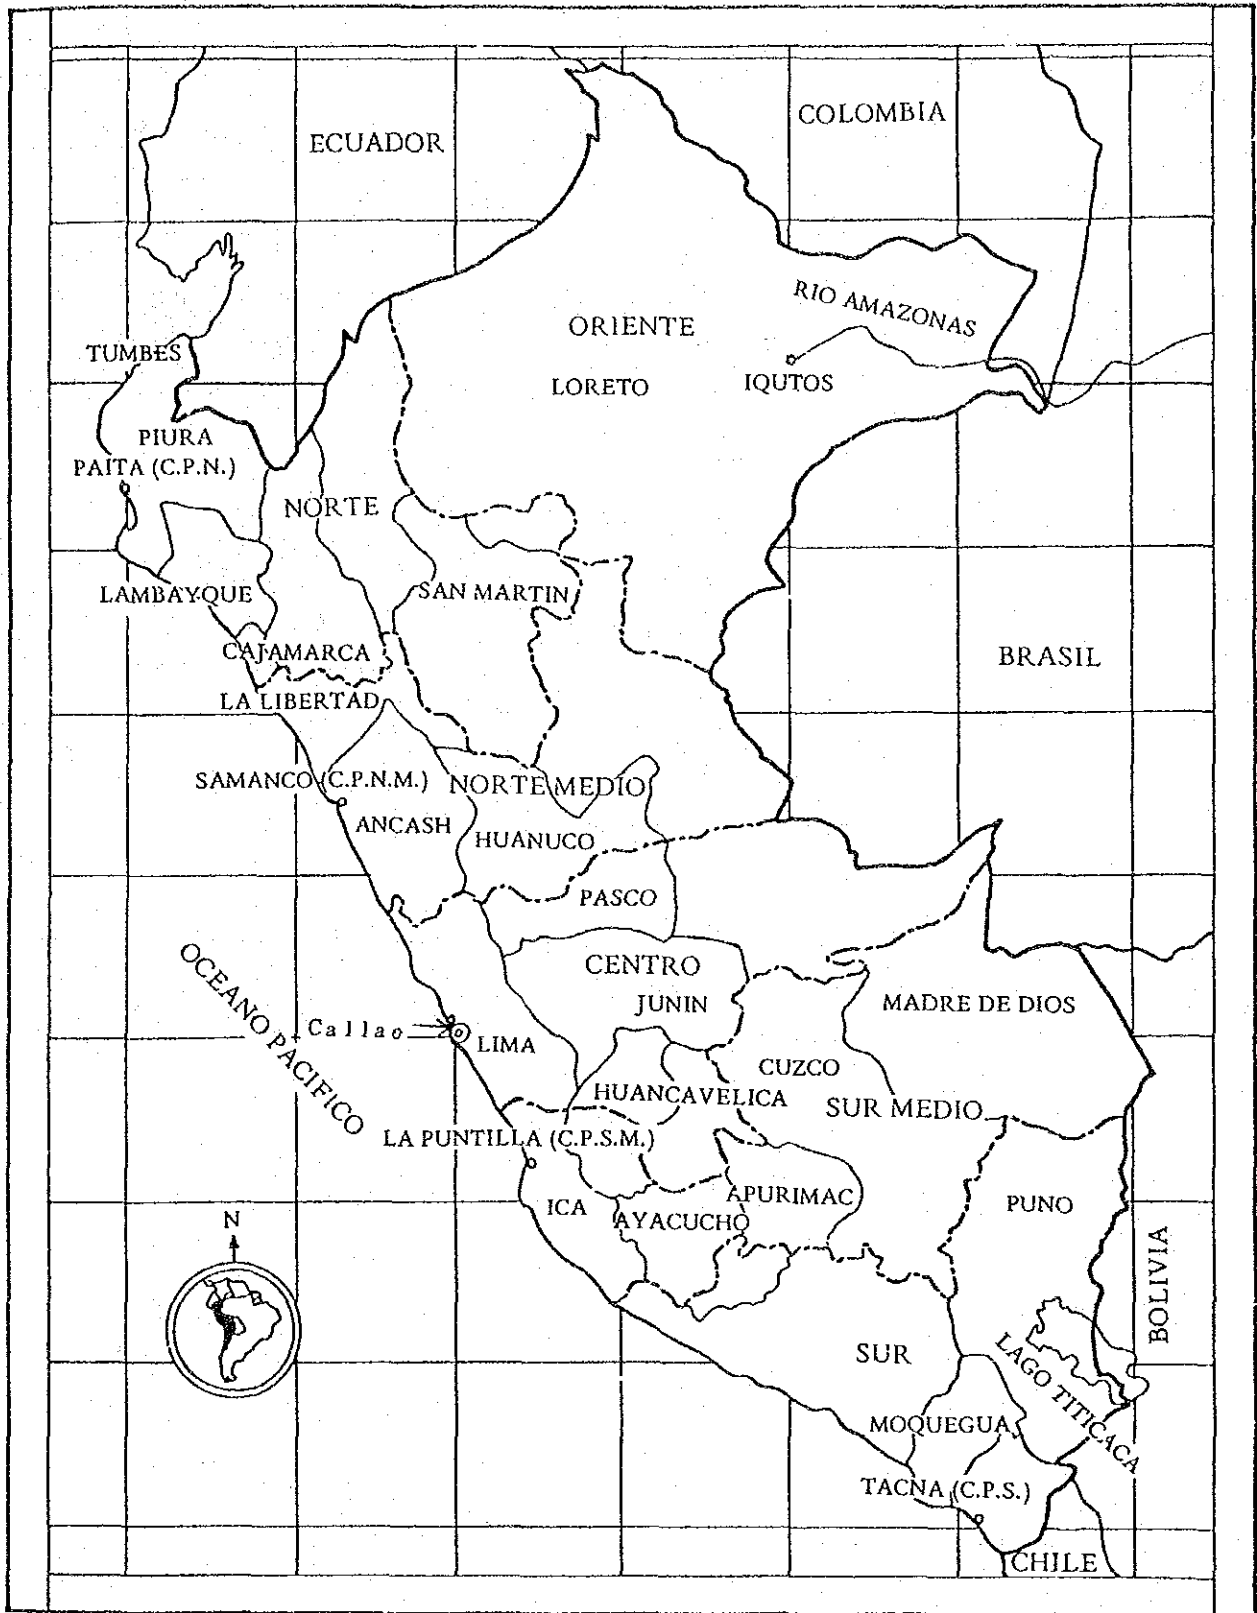 COLOMBIA
ECUADOR
RIO AMAZONAS
ORIENTE
TUMBES
LORETO
IQUTOS
PIURA
PAITA (C.P.N.)
NORTE
LAMBAYQUE
SAN MARTIN
CAJAMARCA
BRASIL
LA LIBERTAD
SAMANCO (C.P.N.M.)
NORTE MEDIO
ANCASH
HUANUCO
PASCO
OCEANO PACIFICO
CENTRO
JUNIN
MADRE DE DIOS
Callao
LIMA
CUZCO
HUANCAVELICA
SUR MEDIO
LA PUNTILLA (C.P.S.M.)
APURIMAC
ICA
PUNO
AYACUCHO
N
BOLIVIA
SUR
LAGO TITICACA
MOQUEGUA
TACNA (C.P.S.)
CHILE